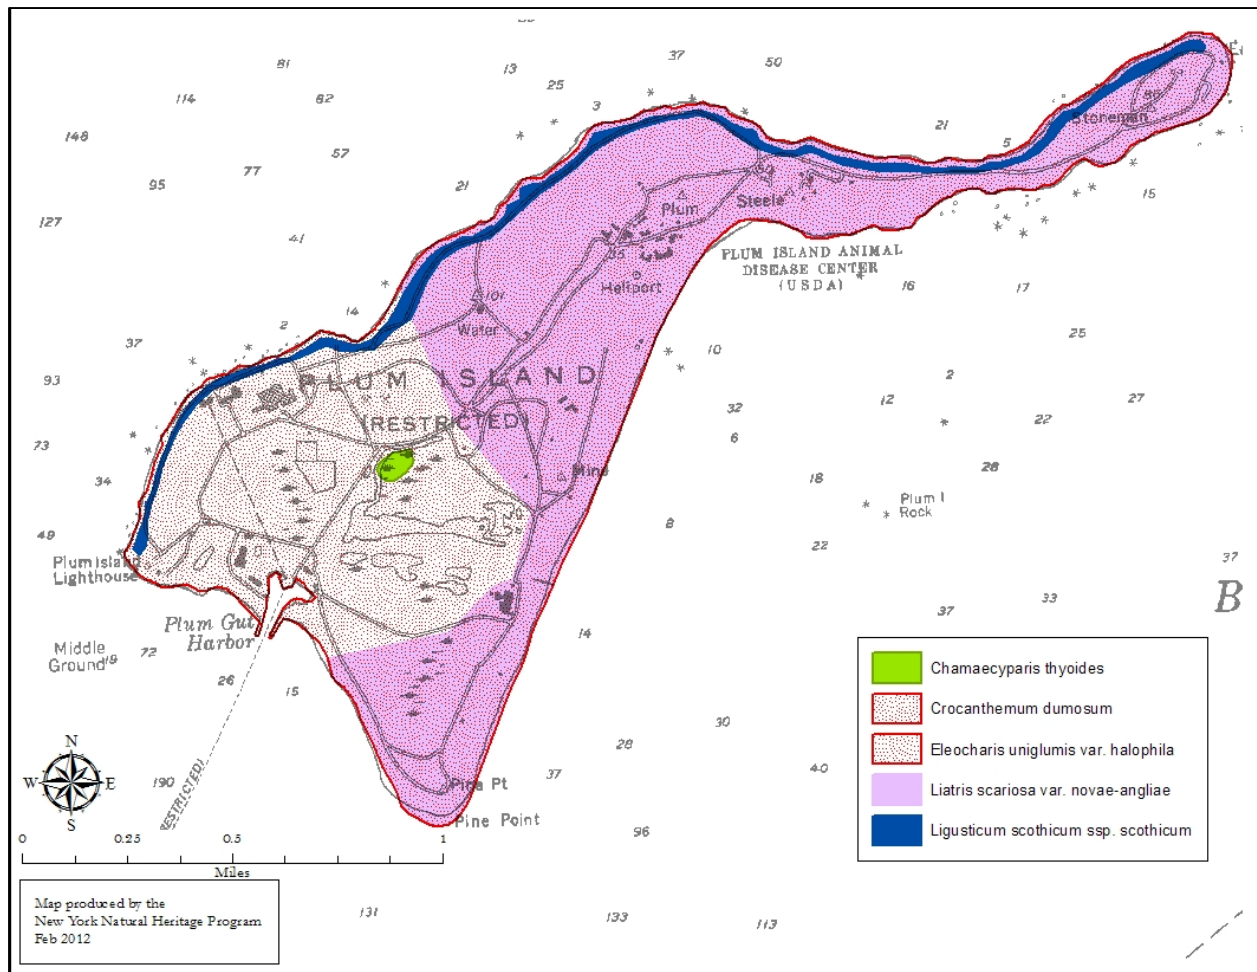 81
13
37
50
114
82
25
3
148
57
21
5
Stoneman
95
77
21
15
127
Plum
Steele
41
35
PLUM ISLAND ANIMAL
DISEASE CENTER
(USDA)
Heliport
16
17
14
101
2
Water
25
37
10
93
PLUM ISLAND
2
12
27
32
(RESTRICTED)
22
73
6
28
Mine
34
18
Plum I
Rock
8
49
22
Plum Island
Lighthouse
37
33
37
B
Plum Gut
Harbor
14
Middle
Ground
19
72
26
15
30
28
37
40
190
Pine Pt
(RESTRICTED)
Pine Point
96
131
133
113
N
W
E
S
0
0.25
0.5
1
Miles
Chamaecyparis thyoides
Crocanthemum dumosum
Eleocharis uniglumis var. halophila
Liatris scariosa var. novae-angliae
Ligusticum scothicum ssp. scothicum
Map produced by the
New York Natural Heritage Program
Feb 2012